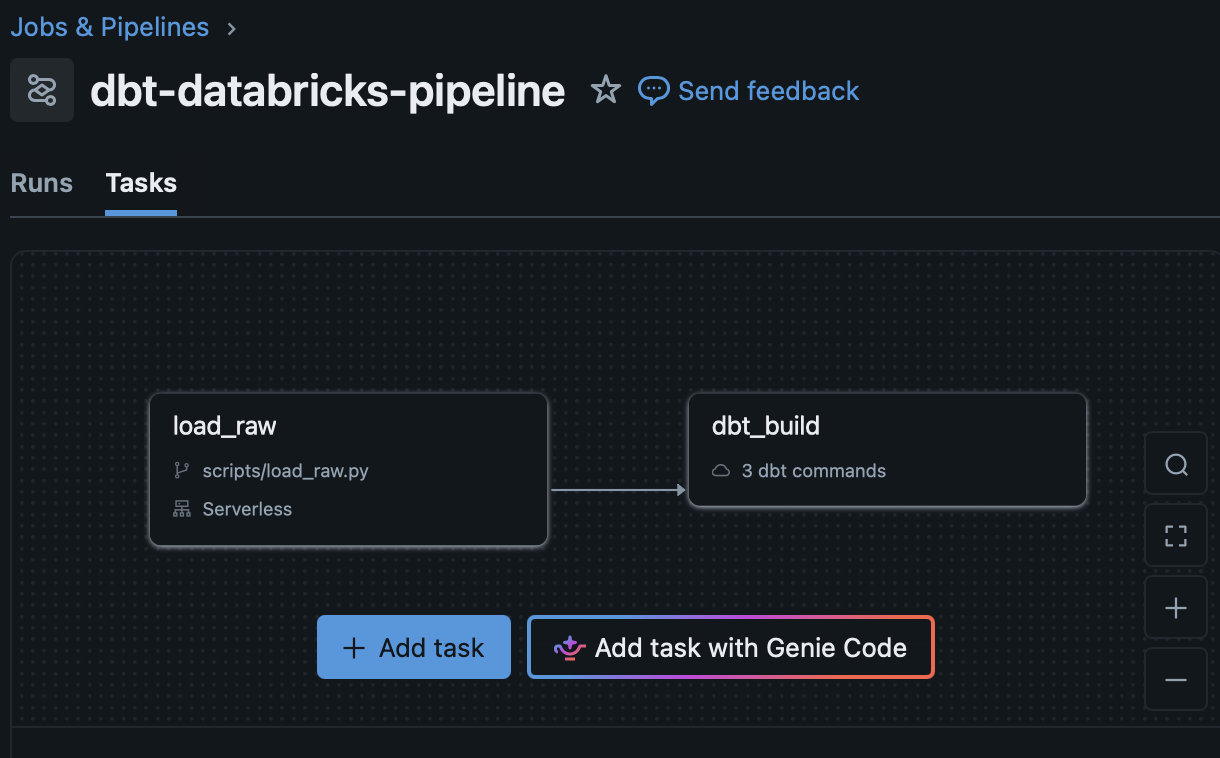 Jobs & Pipelines
dbt-databricks-pipeline
Send feedback
Runs
Tasks
load_raw
scripts/load_raw.py
Serverless
dbt_build
3 dbt commands
Add task
Add task with Genie Code